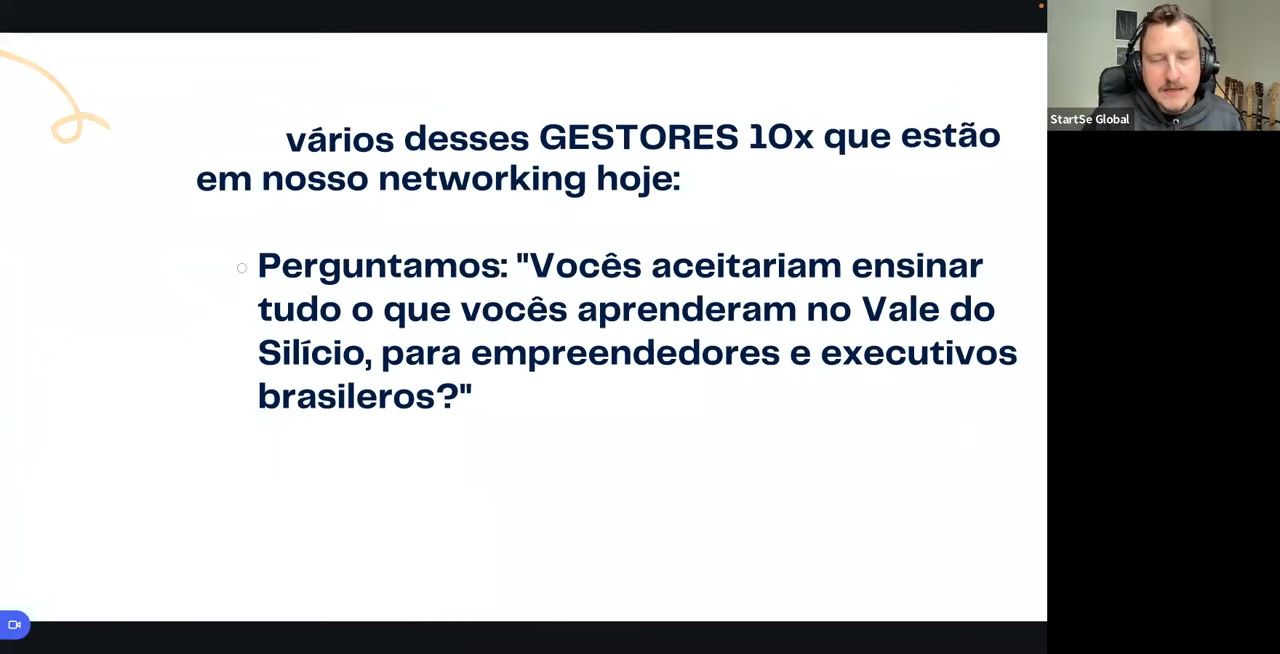 vários desses GESTORES 10x que estão
em nosso networking hoje:
Perguntamos: "Vocês aceitariam ensinar
tudo o que vocês aprenderam no Vale do
Silício, para empreendedores e executivos
brasileros?"
StartSe Global